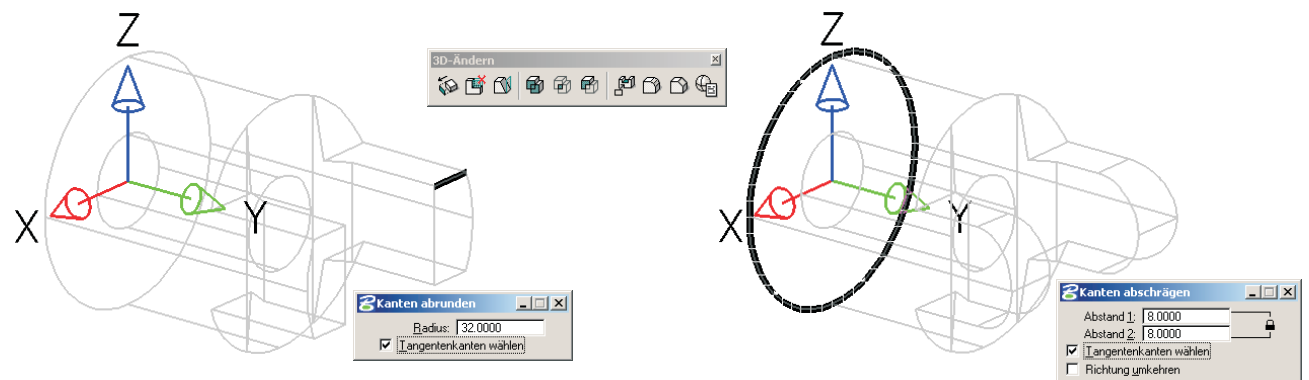 Z
X
Y
3D-Ändern
Kanten abrunden
Radius: 32.0000
Tangentenkanten wählen
Z
X
Y
Kanten abschrägen
Abstand 1: 8.0000
Abstand 2: 8.0000
Tangentenkanten wählen
Richtung umkehren